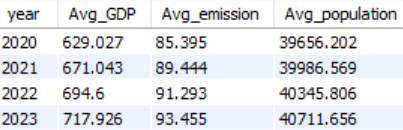 year Avg_GDP Avg_emission Avg_population
2020 629.027 85.395 39656.202
2021 671.043 89.444 39986.569
2022 694.6 91.293 40345.806
2023 717.926 93.455 40711.656